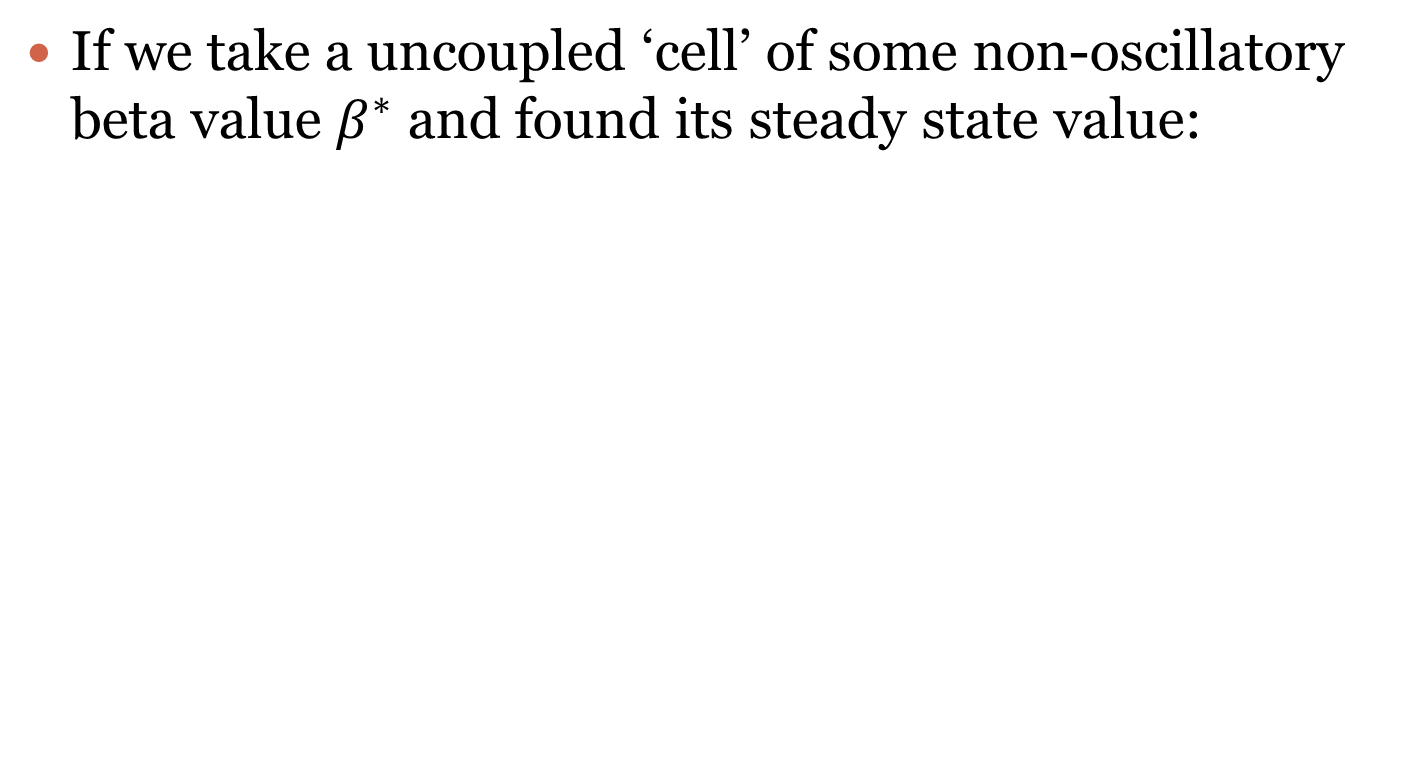 • If we take a uncoupled ‘cell’ of some non-oscillatory
beta value β* and found its steady state value: